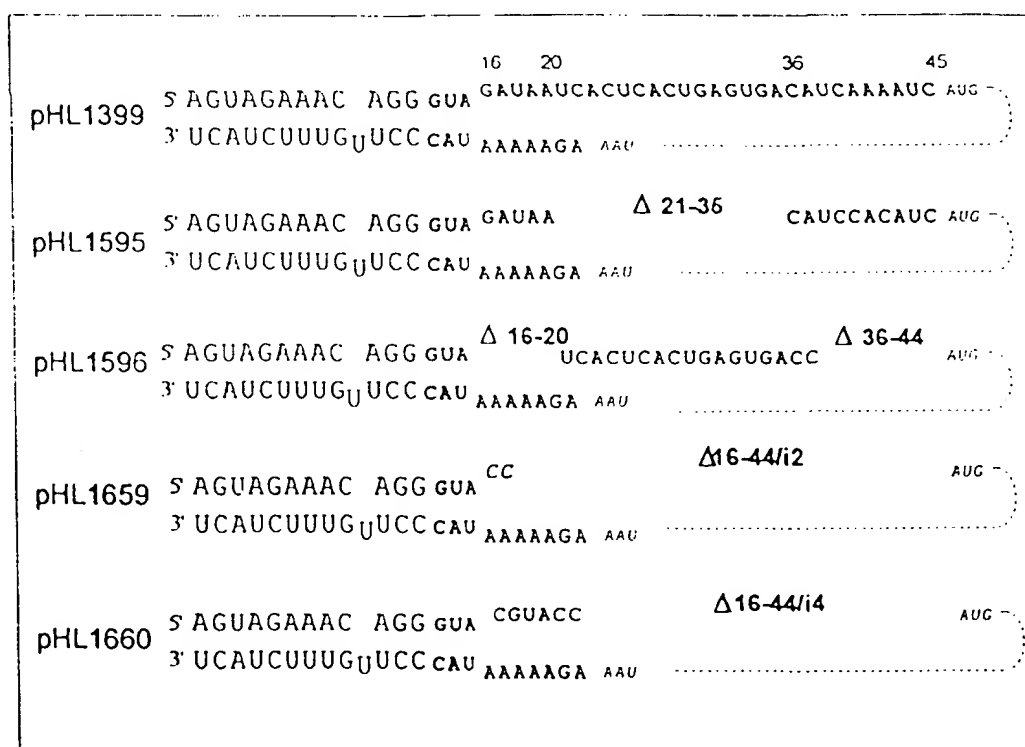 16 20 36 45
pHL1399 5' AGUAGAAAC AGG GUA GAUAAUCACUCACUGAGUGACAUCAAAAUC AUG
3' UCAUCUUUGUUCC CAU AAAAAGA AAU
pHL1595 5' AGUAGAAAC AGG GUA GAUAA Δ 21-35 CAUCCACAUC AUG
3' UCAUCUUUGUUCC CAU AAAAAGA AAU
pHL1596 5' AGUAGAAAC AGG GUA Δ 16-20 UCACUCACUGAGUGACC Δ 36-44 AUG
3' UCAUCUUUGUUCC CAU AAAAAGA AAU
pHL1659 5' AGUAGAAAC AGG GUA CC Δ16-44/i2 AUG
3' UCAUCUUUGUUCC CAU AAAAAGA AAU
pHL1660 5' AGUAGAAAC AGG GUA CGUACC Δ16-44/i4 AUG
3' UCAUCUUUGUUCC CAU AAAAAGA AAU